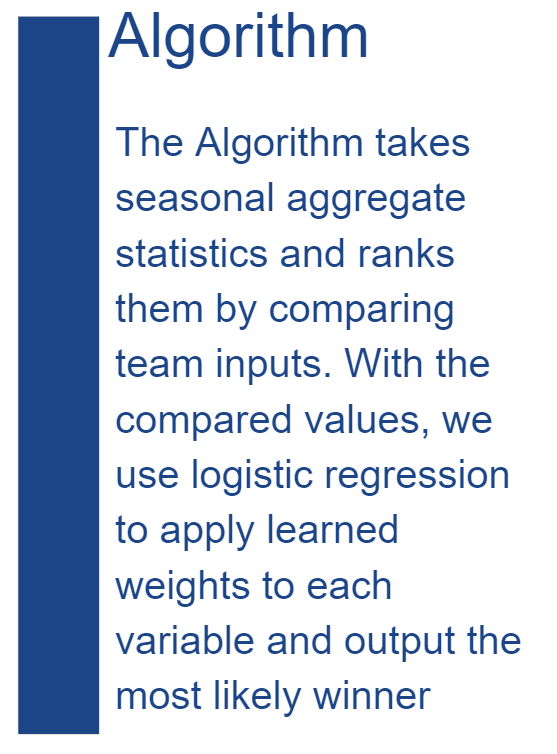 Algorithm
The Algorithm takes
seasonal aggregate
statistics and ranks
them by comparing
team inputs. With the
compared values, we
use logistic regression
to apply learned
weights to each
variable and output the
most likely winner